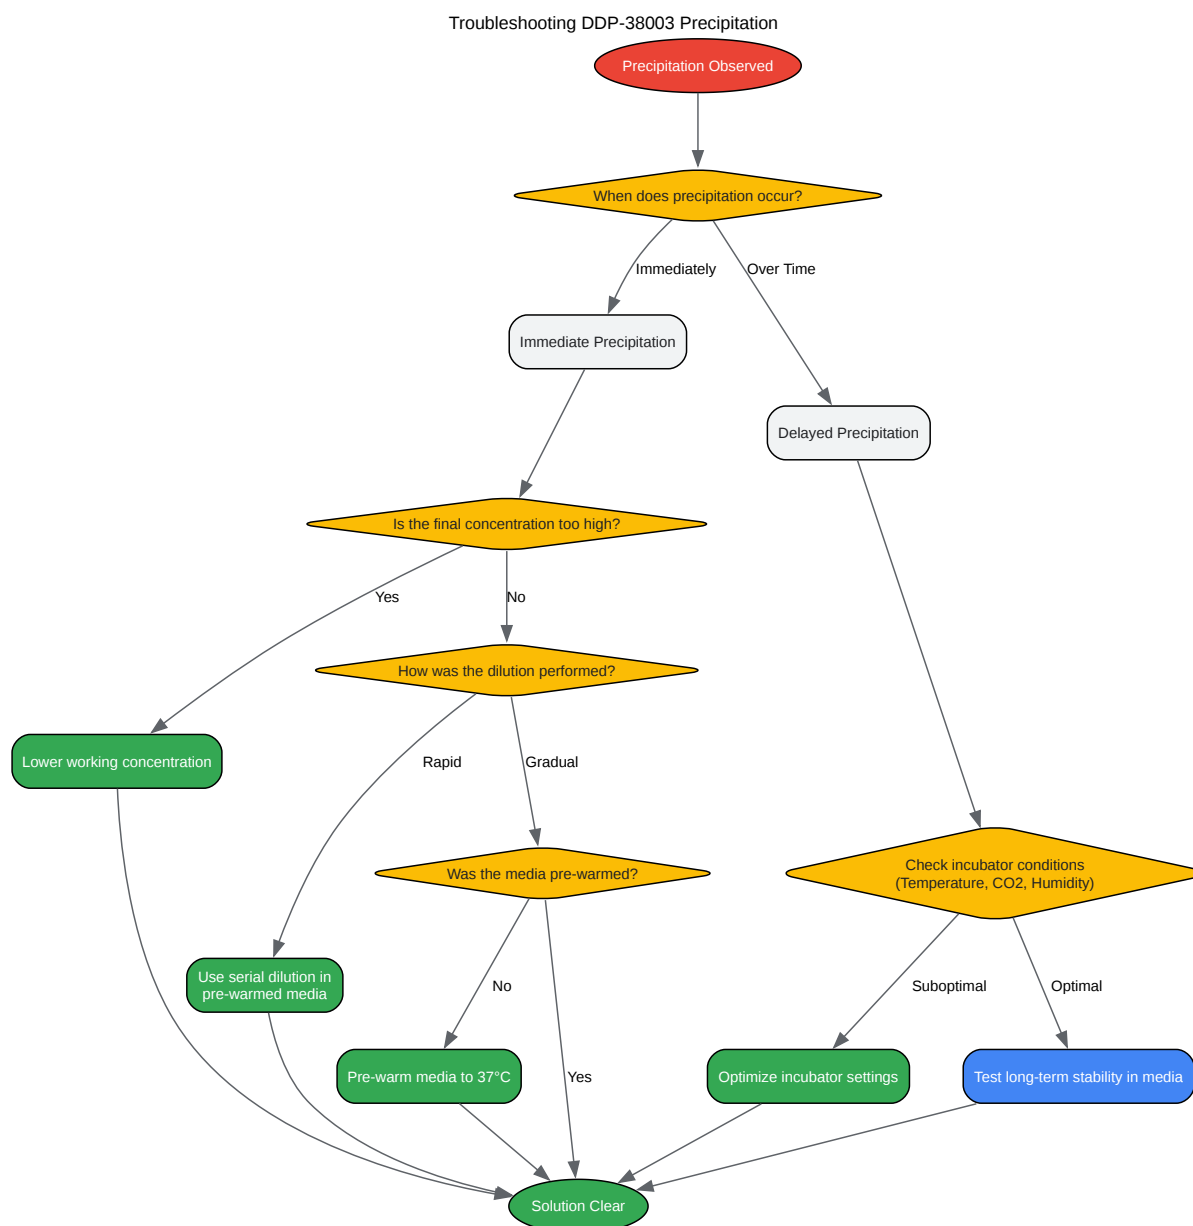 Troubleshooting DDP-38003 Precipitation
Precipitation Observed
When does precipitation occur?
Immediately
Over Time
Immediate Precipitation
Delayed Precipitation
Is the final concentration too high?
Yes
No
How was the dilution performed?
Lower working concentration
Rapid
Gradual
Was the media pre-warmed?
Check incubator conditions
(Temperature, CO2, Humidity)
Use serial dilution in
pre-warmed media
No
Suboptimal
Optimal
Pre-warm media to 37°C
Yes
Optimize incubator settings
Test long-term stability in media
Solution Clear